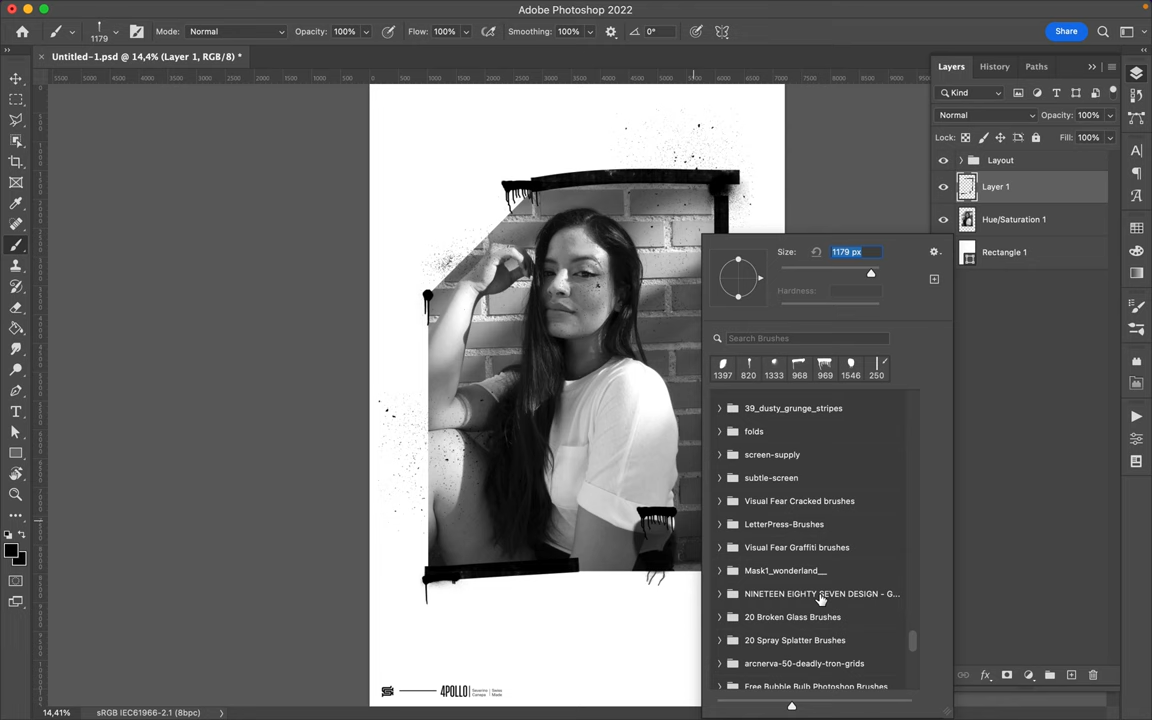 Adobe Photoshop 2022
1179
Mode: Normal
Opacity: 100%
Flow: 100%
Smoothing: 100%
0°
Share
Untitled-1.psd @ 14,4% (Layer 1, RGB/8) *
Layers
History
Paths
Kind
Normal
Opacity: 100%
Lock:
Fill: 100%
Layout
Layer 1
Hue/Saturation 1
Rectangle 1
Size:
1179 px
Hardness:
Search Brushes
1397 820 1333 968 969 1546 250
39_dusty_grunge_stripes
folds
screen-supply
subtle-screen
Visual Fear Cracked brushes
LetterPress-Brushes
Visual Fear Graffiti brushes
Mask1_wonderland__
NINETEEN EIGHTY SEVEN DESIGN - G...
20 Broken Glass Brushes
20 Spray Splatter Brushes
arcnerva-50-deadly-tron-grids
Free Bubble Bulb Photoshop Brushes
4POLLO
14,41%
sRGB IEC61966-2.1 (8bpc)